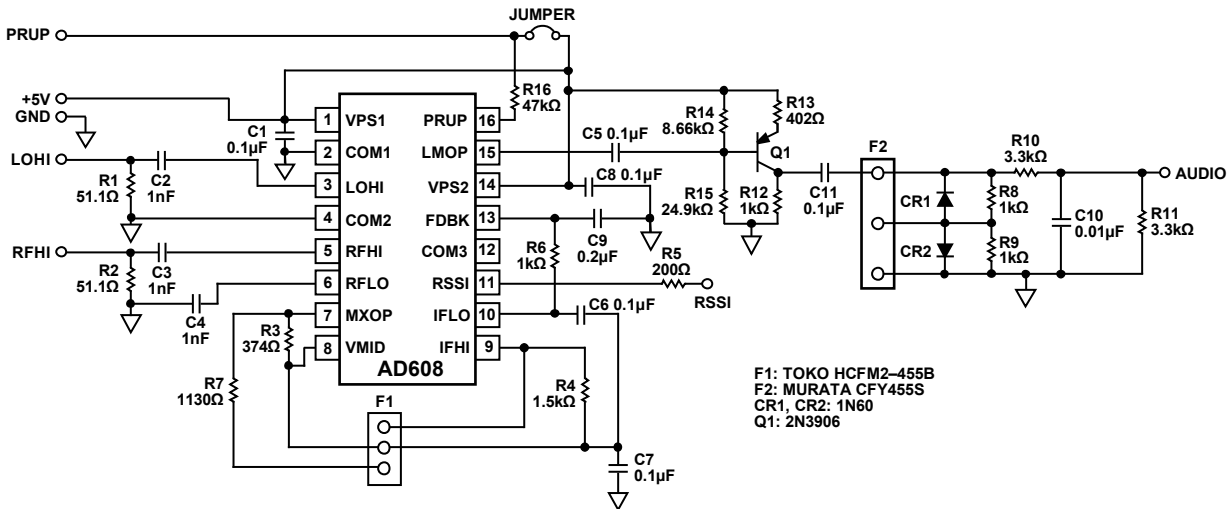 JUMPER
PRUP
+5V
GND
LOHI
RFHI
R1
51.1Ω
R2
51.1Ω
C1
0.1µF
C2
1nF
C3
1nF
C4
1nF
R7
1130Ω
R3
374Ω
1 VPS1
2 COM1
3 LOHI
4 COM2
5 RFHI
6 RFLO
7 MXOP
8 VMID
PRUP 16
LMOP 15
VPS2 14
FDBK 13
COM3 12
RSSI 11
IFLO 10
IFHI 9
AD608
F1
R16
47kΩ
C5 0.1µF
C8 0.1µF
C9
0.2µF
R6
1kΩ
R5
200Ω
RSSI
C6 0.1µF
R4
1.5kΩ
C7
0.1µF
R14
8.66kΩ
R13
402Ω
Q1
R15
24.9kΩ
R12
1kΩ
C11
0.1µF
F2
CR1
CR2
R8
1kΩ
R9
1kΩ
R10
3.3kΩ
C10
0.01µF
R11
3.3kΩ
AUDIO
F1: TOKO HCFM2–455B
F2: MURATA CFY455S
CR1, CR2: 1N60
Q1: 2N3906